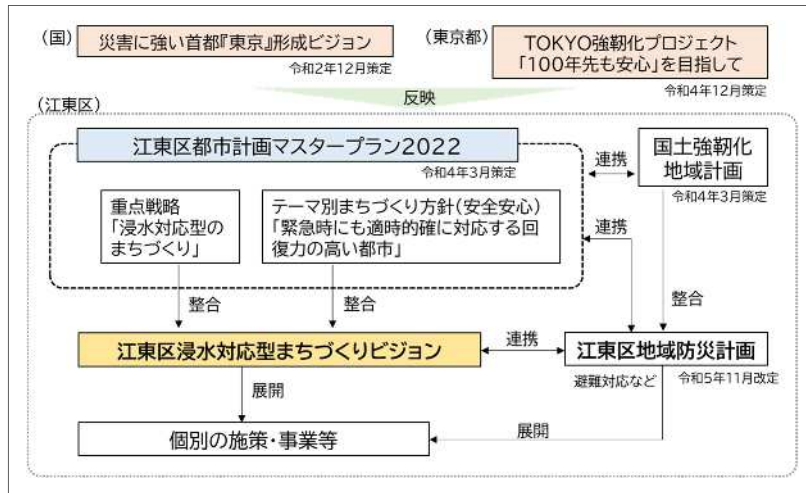 (国)
災害に強い首都『東京』形成ビジョン
令和2年12月策定
(東京都)
TOKYO強靭化プロジェクト
「100年先も安心」を目指して
令和4年12月策定
反映
(江東区)
江東区都市計画マスタープラン2022
令和4年3月策定
連携
国土強靭化
地域計画
令和4年3月策定
重点戦略
「浸水対応型の
まちづくり」
テーマ別まちづくり方針(安全安心)
「緊急時にも適時的確に対応する回
復力の高い都市」
連携
整合
整合
整合
江東区浸水対応型まちづくりビジョン
連携
江東区地域防災計画
避難対応など
令和5年11月改定
展開
個別の施策・事業等
展開